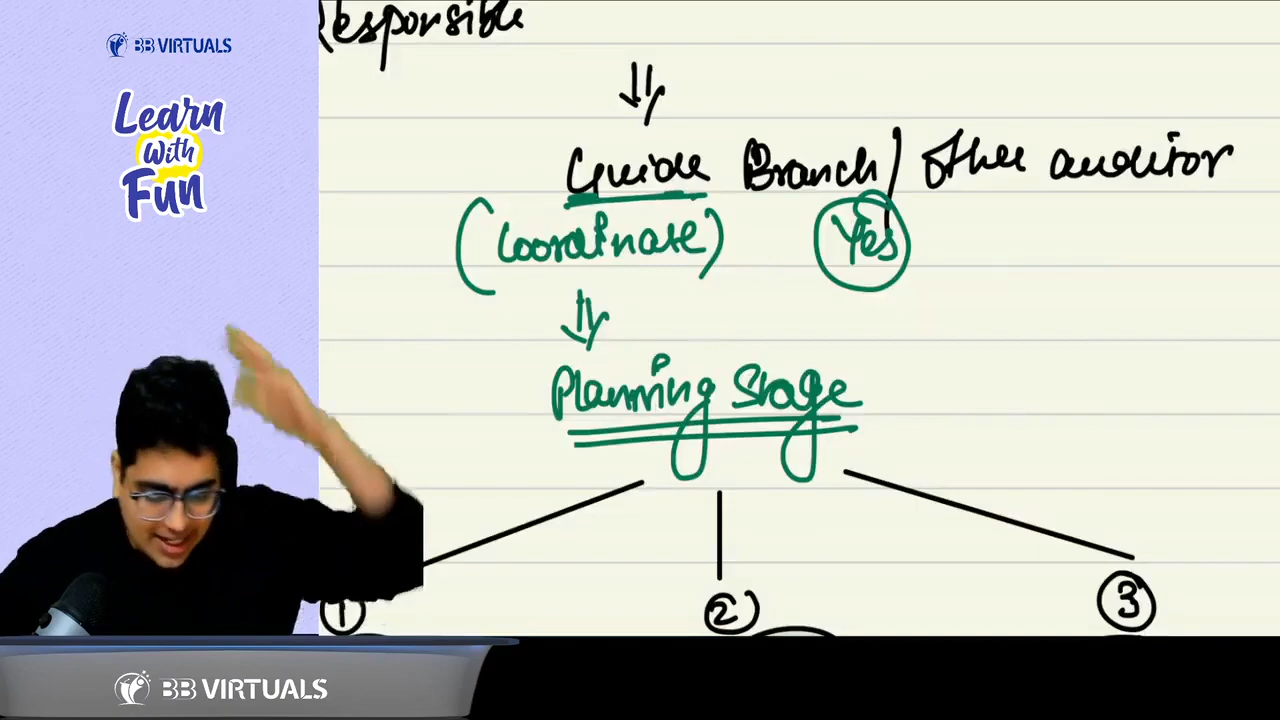 BB VIRTUALS
Learn
With
Fun
Responsible
Guide Branch / other auditor
(Coordinate) Yes
Planning Stage
1 2 3
BB VIRTUALS